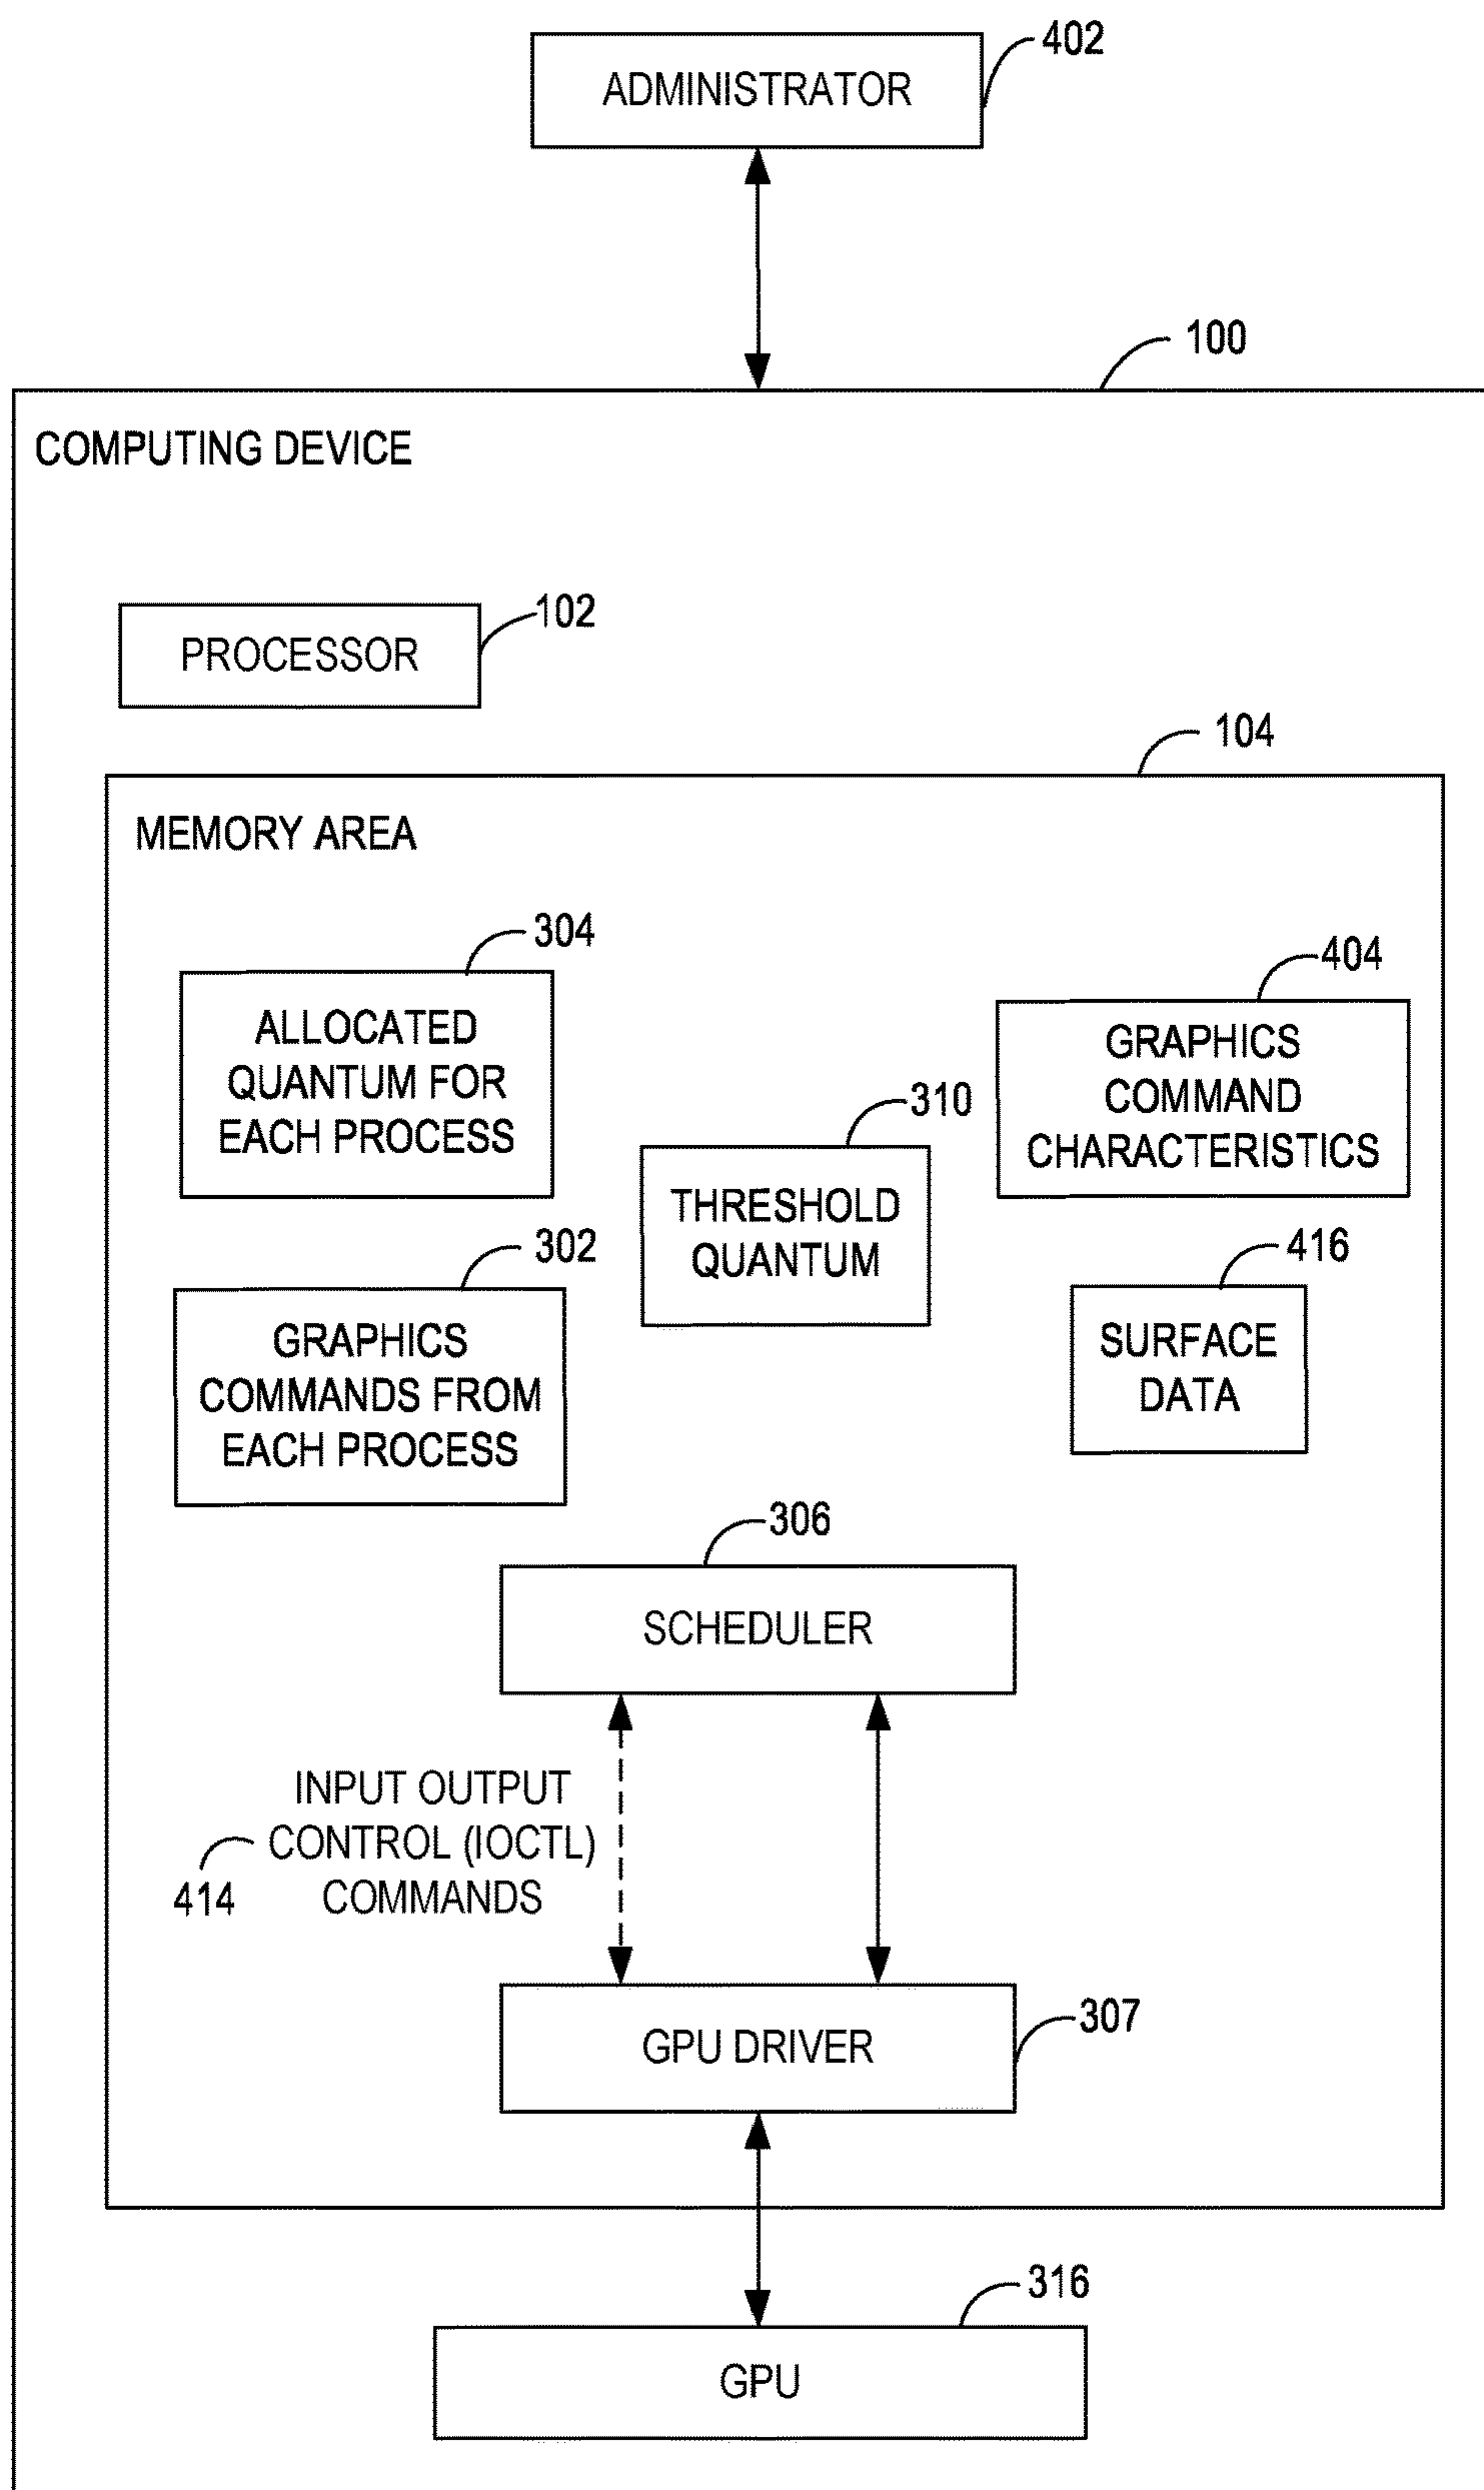 402
ADMINISTRATOR
100
COMPUTING DEVICE
102
PROCESSOR
104
MEMORY AREA
304
ALLOCATED
QUANTUM FOR
EACH PROCESS
404
GRAPHICS
COMMAND
CHARACTERISTICS
310
THRESHOLD
QUANTUM
302
GRAPHICS
COMMANDS FROM
EACH PROCESS
416
SURFACE
DATA
306
SCHEDULER
INPUT OUTPUT
CONTROL (IOCTL)
COMMANDS
414
307
GPU DRIVER
316
GPU